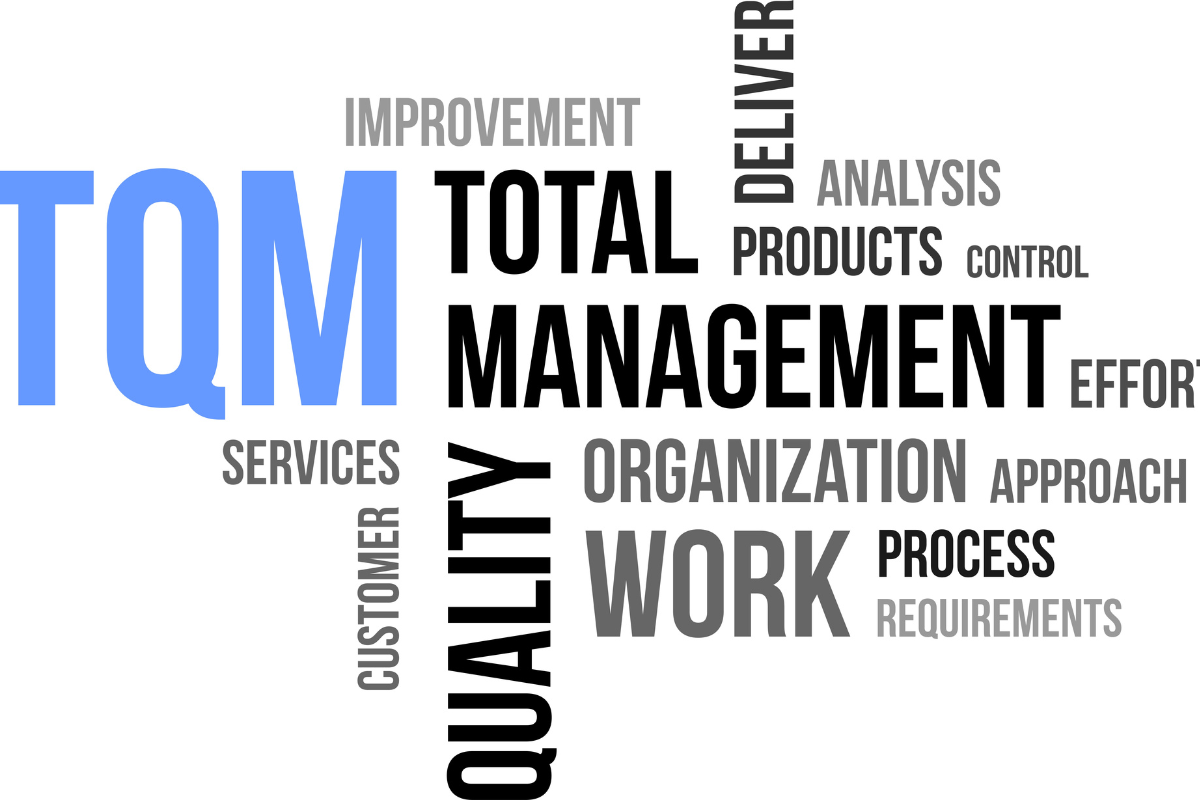 DELIVER
IMPROVEMENT
ANALYSIS
TQM
TOTAL
PRODUCTS
CONTROL
MANAGEMENT
EFFORT
SERVICES
ORGANIZATION
APPROACH
CUSTOMER
QUALITY
WORK
PROCESS
REQUIREMENTS